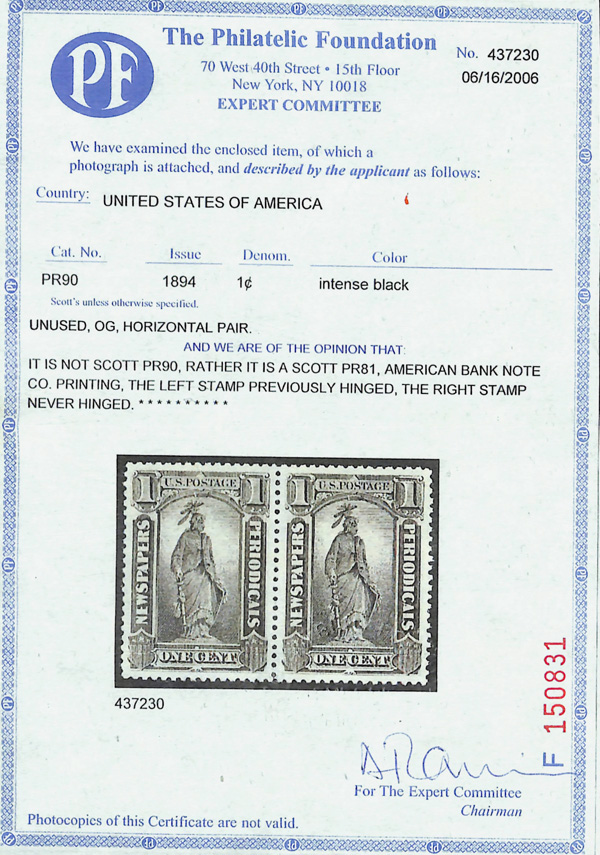 PF
The Philatelic Foundation
70 West 40th Street • 15th Floor
New York, NY 10018
EXPERT COMMITTEE
No. 437230
06/16/2006
We have examined the enclosed item, of which a
photograph is attached, and described by the applicant as follows:
Country: UNITED STATES OF AMERICA
Cat. No. Issue Denom. Color
PR90 1894 1¢ intense black
Scott's unless otherwise specified.
UNUSED, OG, HORIZONTAL PAIR.
AND WE ARE OF THE OPINION THAT:
IT IS NOT SCOTT PR90, RATHER IT IS A SCOTT PR81, AMERICAN BANK NOTE
CO. PRINTING, THE LEFT STAMP PREVIOUSLY HINGED, THE RIGHT STAMP
NEVER HINGED. * * * * * * * * * *
1 U.S. POSTAGE 1
NEWSPAPERS
PERIODICALS
ONE CENT
1 U.S. POSTAGE 1
NEWSPAPERS
PERIODICALS
ONE CENT
437230
F 150831
For The Expert Committee
Chairman
Photocopies of this Certificate are not valid.